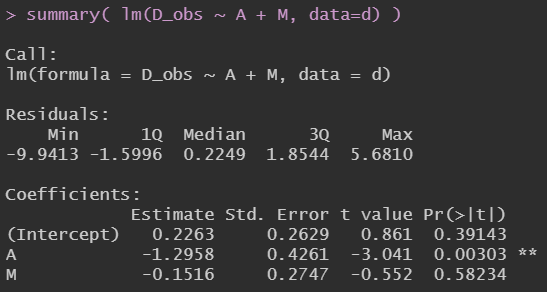 > summary( lm(D_obs ~ A + M, data=d) )
Call:
lm(formula = D_obs ~ A + M, data = d)
Residuals:
    Min      1Q  Median      3Q     Max
-9.9413 -1.5996  0.2249  1.8544  5.6810
Coefficients:
            Estimate Std. Error t value Pr(>|t|)
(Intercept)   0.2263     0.2629   0.861  0.39143
A            -1.2958     0.4261  -3.041  0.00303 **
M            -0.1516     0.2747  -0.552  0.58234